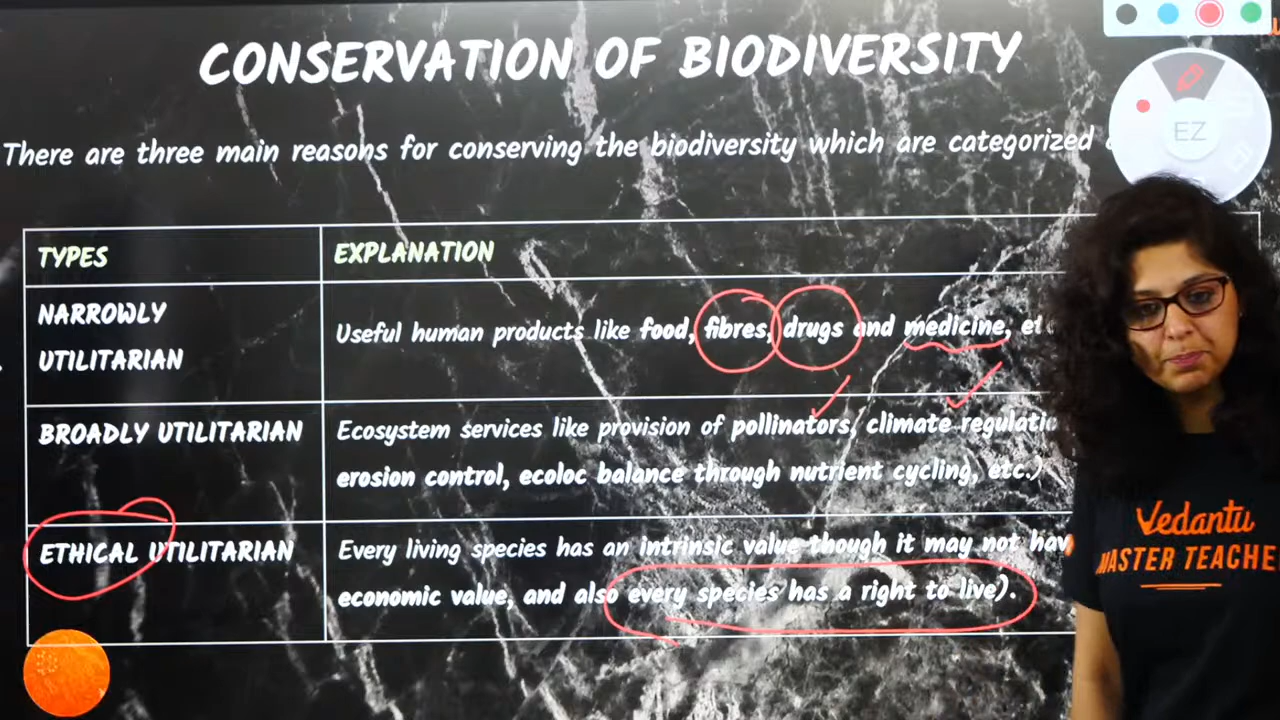 CONSERVATION OF BIODIVERSITY
EZ
There are three main reasons for conserving the biodiversity which are categorized
TYPES
EXPLANATION
NARROWLY
UTILITARIAN
Useful human products like food, fibres, drugs and medicine,
BROADLY UTILITARIAN
Ecosystem services like provision of pollinators, climate
erosion control, ecoloc balance through nutrient cycling, etc.)
ETHICAL UTILITARIAN
Every living species has an intrinsic value though it may not
economic value, and also every species has a right to live).
Vedantu
MASTER